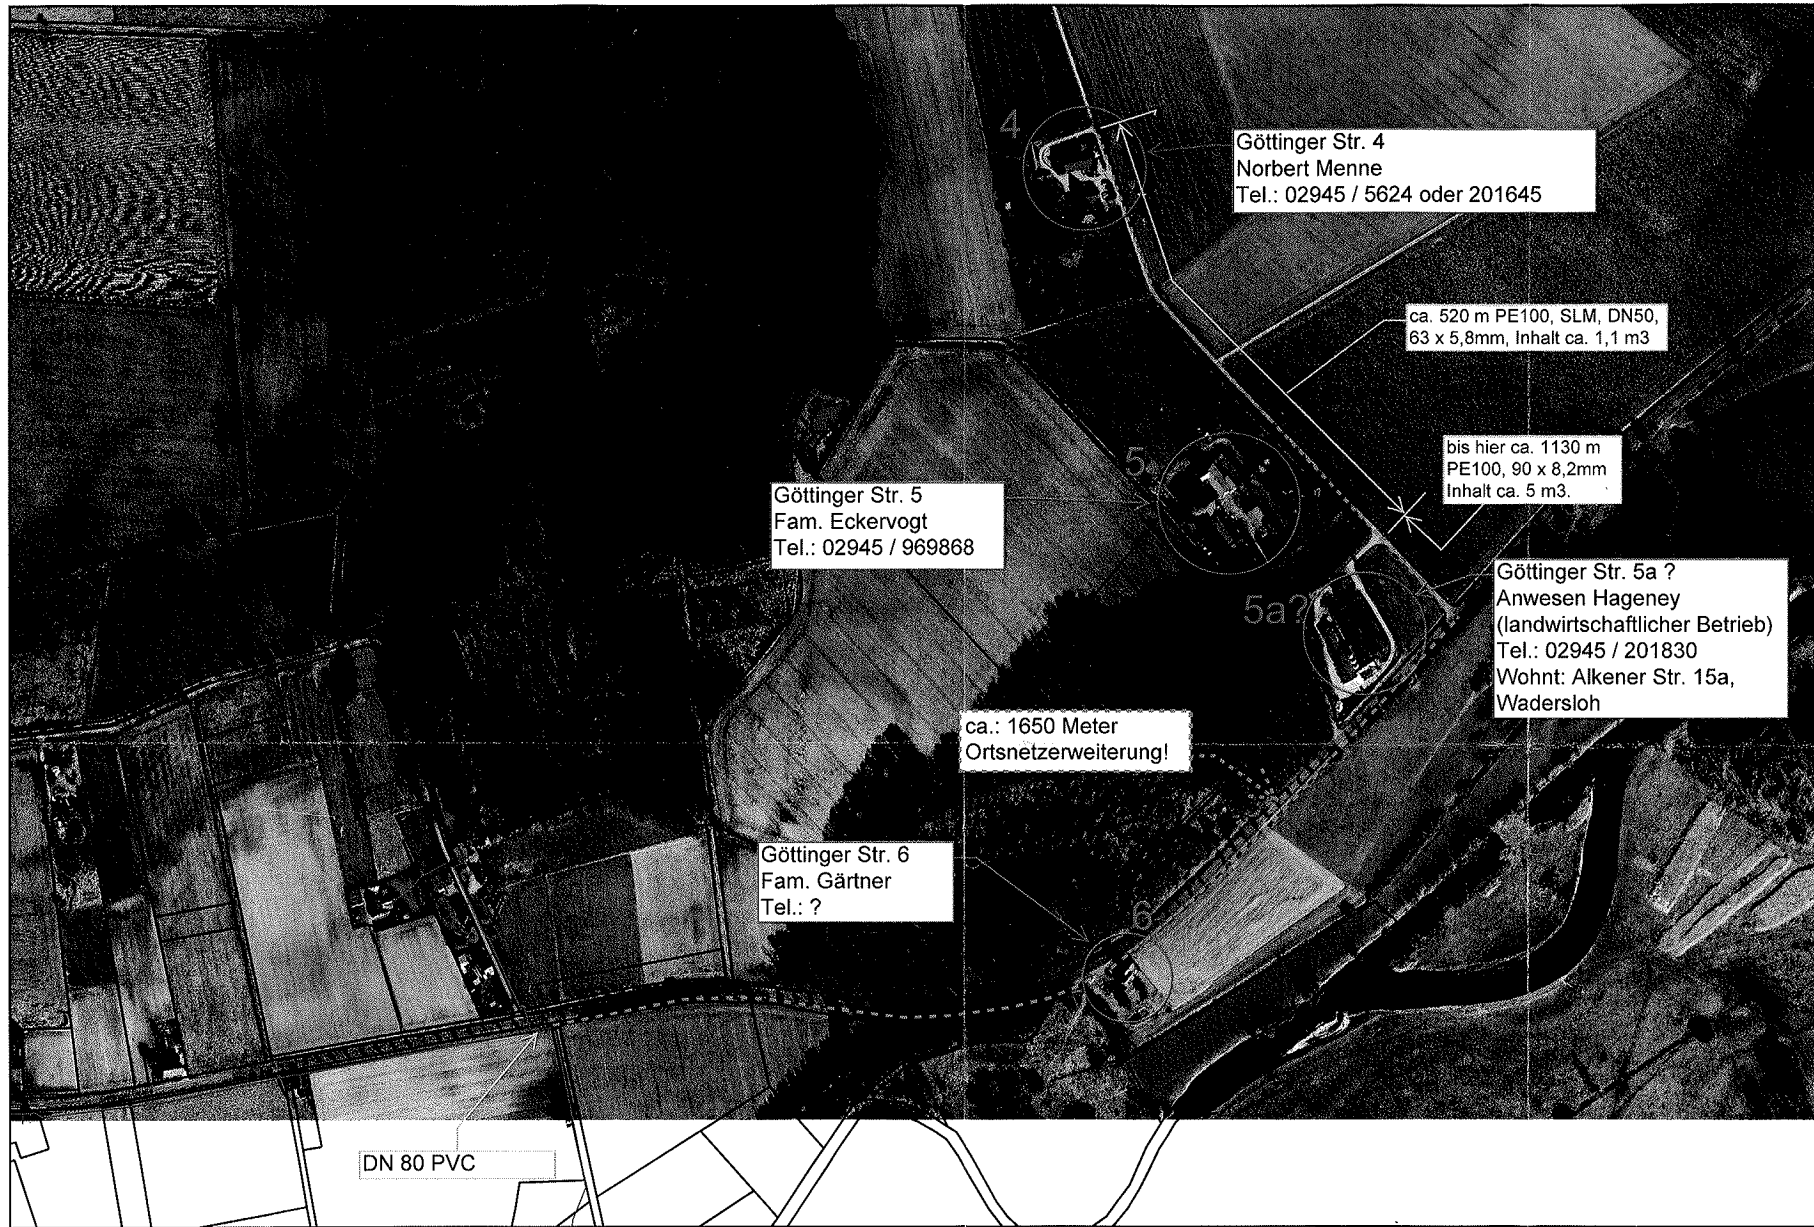 4
Göttinger Str. 4
Norbert Menne
Tel.: 02945 / 5624 oder 201645
ca. 520 m PE100, SLM, DN50,
63 x 5,8mm, Inhalt ca. 1,1 m3
bis hier ca. 1130 m
PE100, 90 x 8,2mm
Inhalt ca. 5 m3.
5
Göttinger Str. 5
Fam. Eckervogt
Tel.: 02945 / 969868
5a?
Göttinger Str. 5a ?
Anwesen Hageney
(landwirtschaftlicher Betrieb)
Tel.: 02945 / 201830
Wohnt: Alkener Str. 15a,
Wadersloh
ca.: 1650 Meter
Ortsnetzerweiterung!
Göttinger Str. 6
Fam. Gärtner
Tel.: ?
6
DN 80 PVC